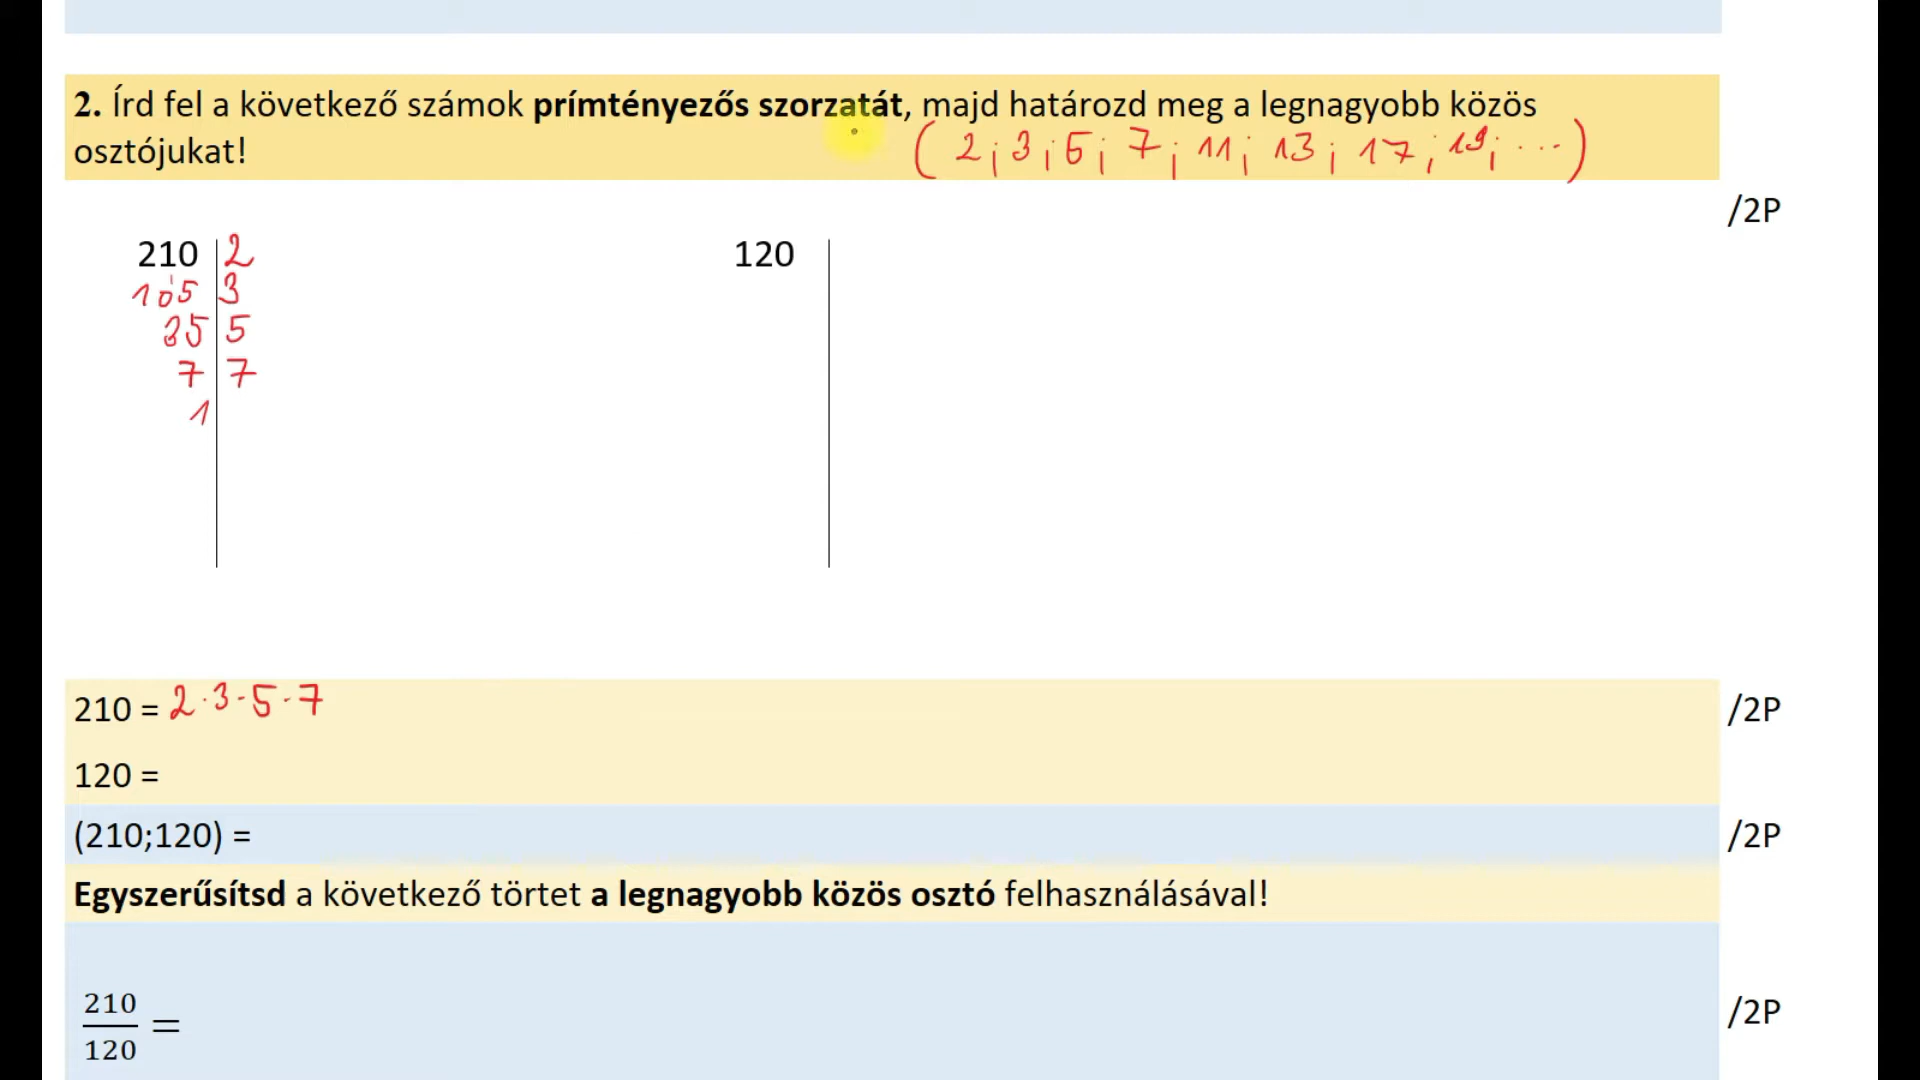 2. Írd fel a következő számok prímtényezős szorzatát, majd határozd meg a legnagyobb közös
osztójukat!
(2; 3; 5; 7; 11; 13; 17; 19; ...)
/2P
210 | 2
105 | 3
35 | 5
7 | 7
1
120
210 = 2·3·5·7
/2P
120 =
(210;120) =
/2P
Egyszerűsítsd a következő törtet a legnagyobb közös osztó felhasználásával!
210/120 =
/2P